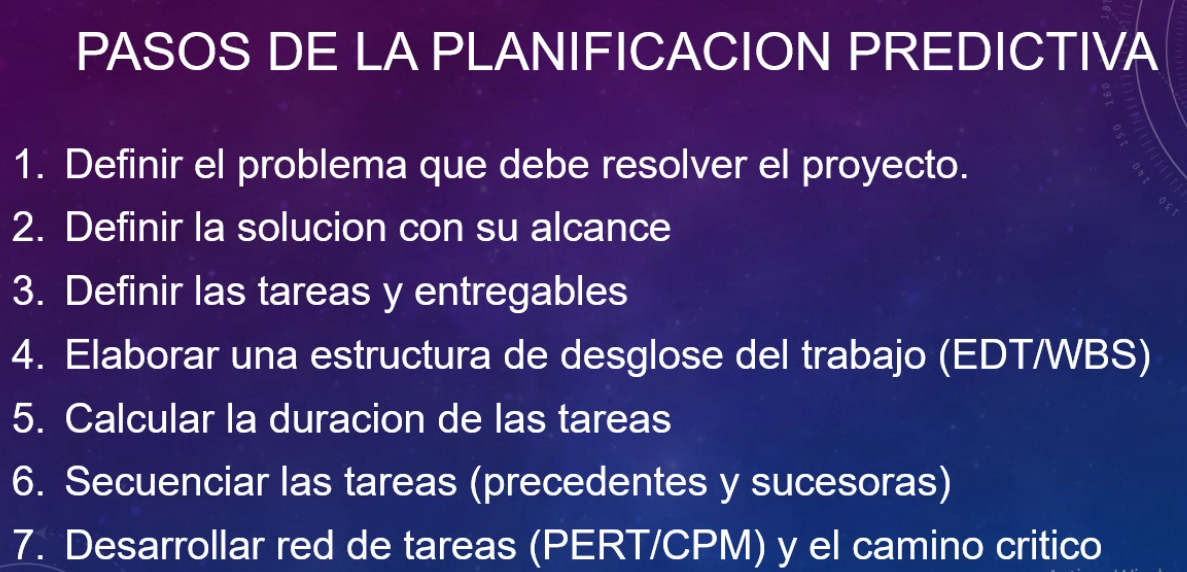 PASOS DE LA PLANIFICACION PREDICTIVA
1. Definir el problema que debe resolver el proyecto.
2. Definir la solucion con su alcance
3. Definir las tareas y entregables
4. Elaborar una estructura de desglose del trabajo (EDT/WBS)
5. Calcular la duracion de las tareas
6. Secuenciar las tareas (precedentes y sucesoras)
7. Desarrollar red de tareas (PERT/CPM) y el camino critico